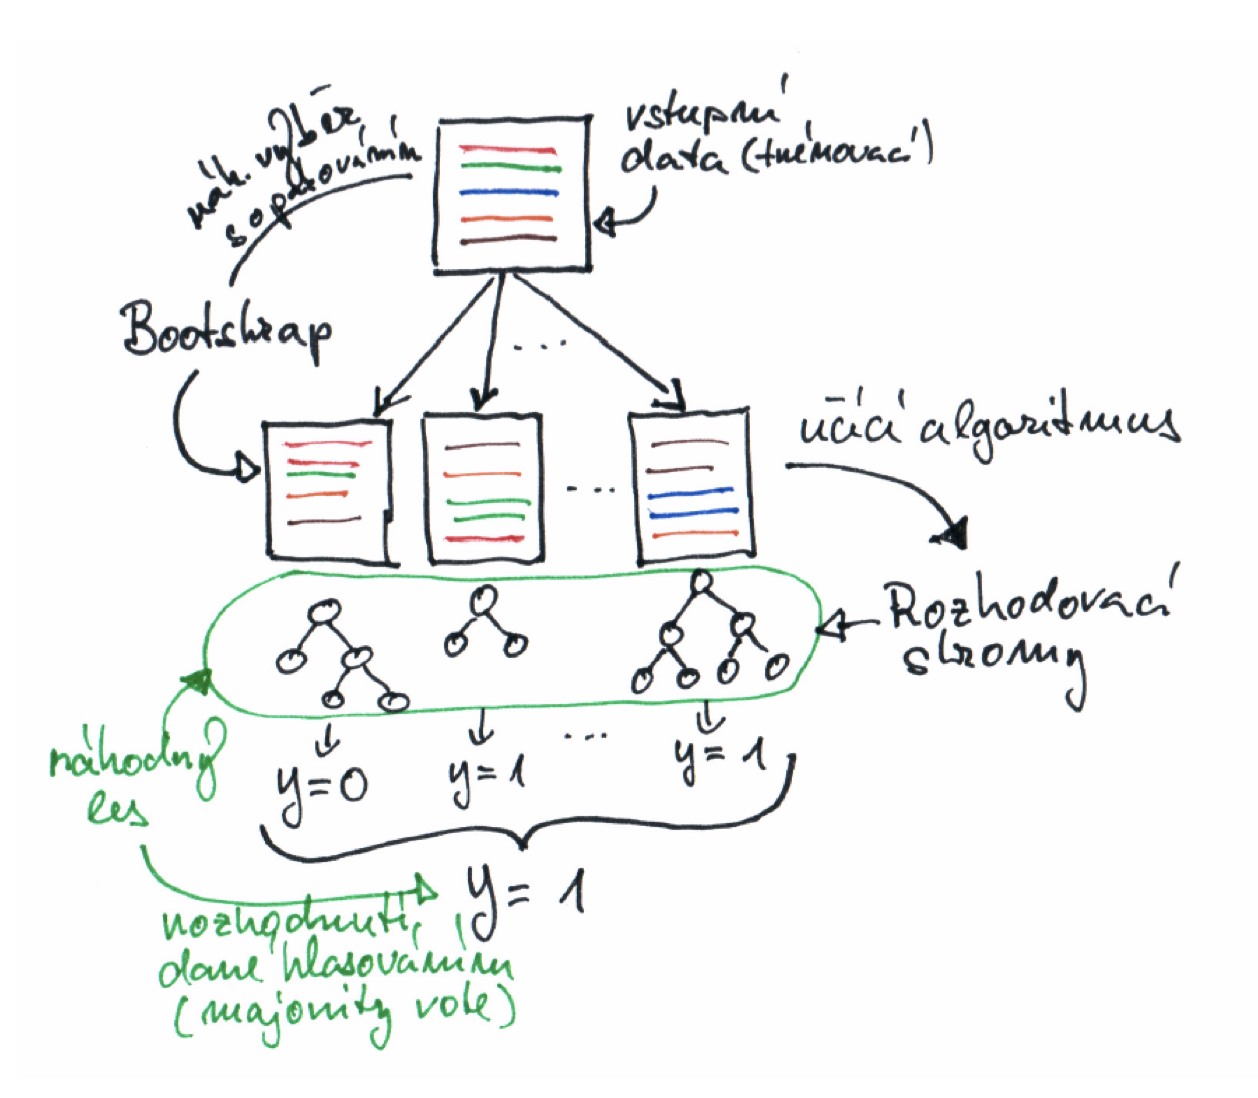 náh. výběr
s opakováním
vstupní
data (trénovací)
Bootstrap
...
učící algoritmus
...
Rozhodovací
stromy
náhodný
les
y=0
y=1
...
y=1
y=1
rozhodnutí,
dané hlasováním
(majority vote)